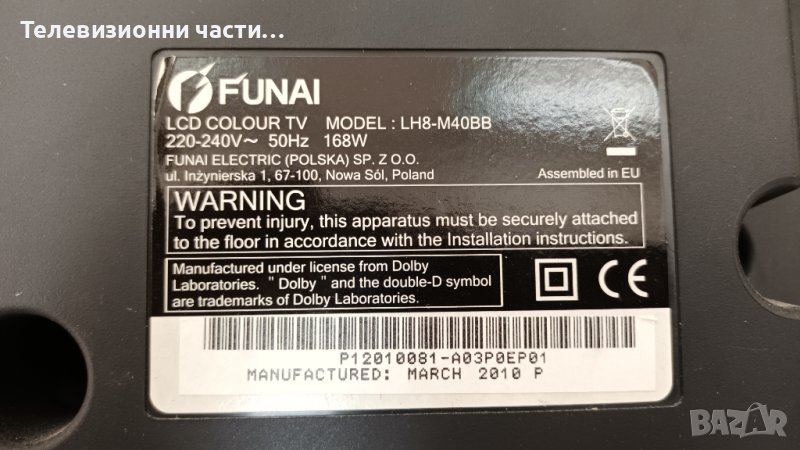 Телевизионни части…
FUNAI
LCD COLOUR TV MODEL : LH8-M40BB
220-240V~ 50Hz 168W
FUNAI ELECTRIC (POLSKA) SP. Z O.O.
ul. Inżynierska 1, 67-100, Nowa Sól, Poland Assembled in EU
WARNING
To prevent injury, this apparatus must be securely attached
to the floor in accordance with the Installation instructions.
Manufactured under license from Dolby
Laboratories. " Dolby " and the double-D symbol
are trademarks of Dolby Laboratories.
CE
P12010081-A03P0EP01
MANUFACTURED: MARCH 2010 P
BAZAR